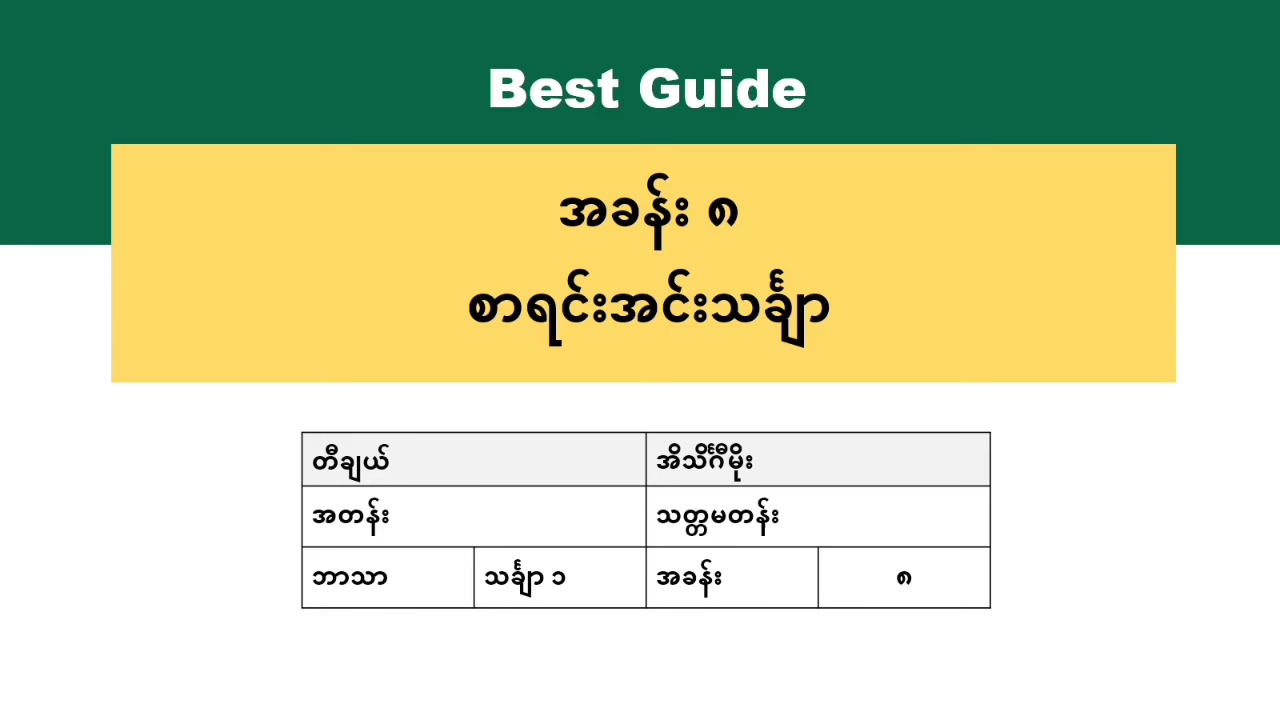 Best Guide
အခန်း ၈
စာရင်းအင်းသင်္ချာ
တီချယ် အိသင်္ဂီမိုး
အတန်း သတ္တမတန်း
ဘာသာ သင်္ချာ ၁ အခန်း ၈